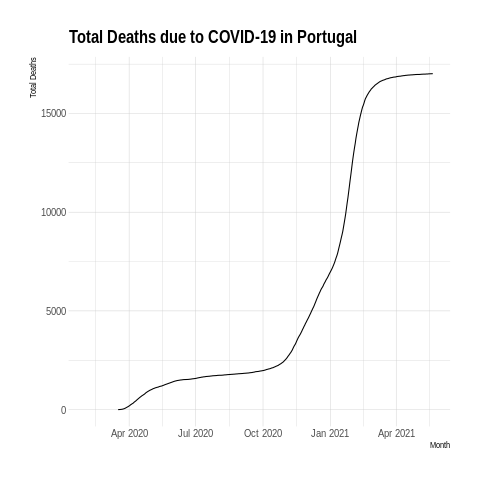 Total Deaths due to COVID-19 in Portugal
Total Deaths
15000
10000
5000
0
Apr 2020 Jul 2020 Oct 2020 Jan 2021 Apr 2021
Month